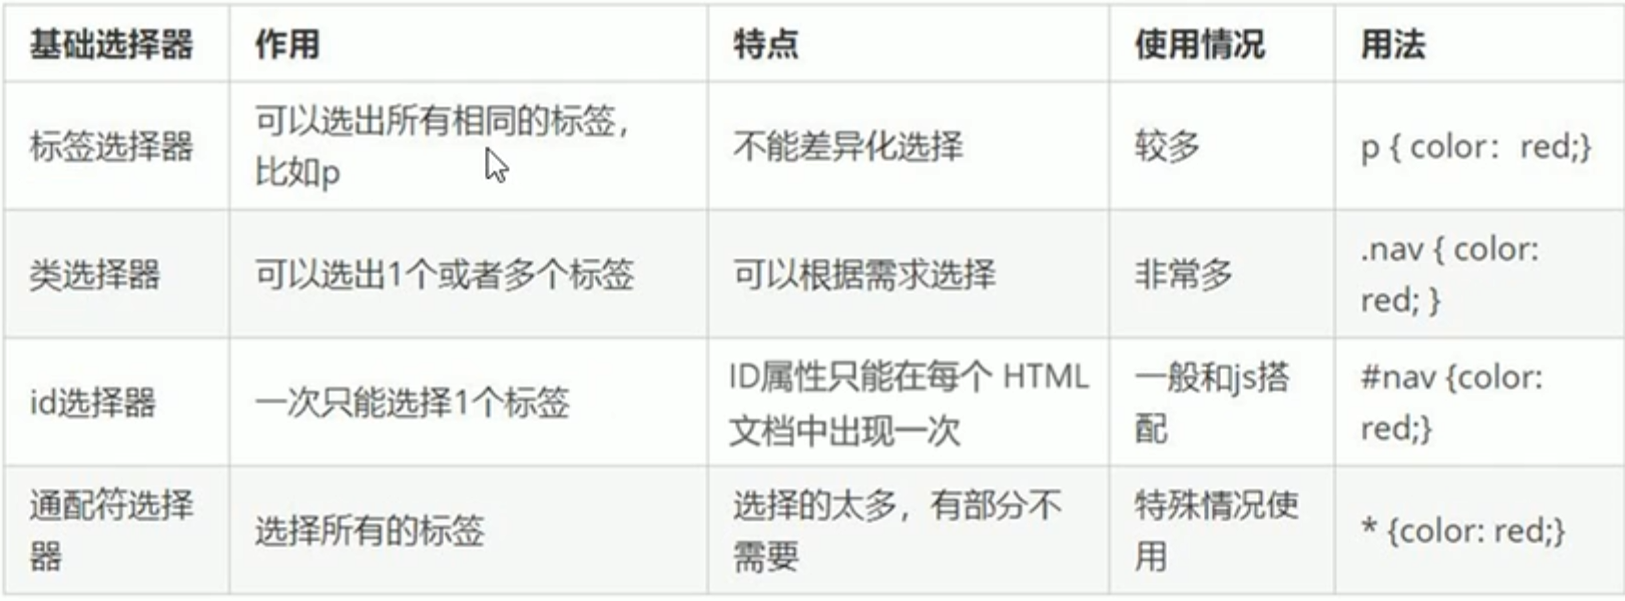 基础选择器 作用 特点 使用情况 用法
标签选择器
可以选出所有相同的标签，
比如p
不能差异化选择
较多
p { color：red;}
类选择器
可以选出1个或者多个标签
可以根据需求选择
非常多
.nav { color:
red; }
id选择器
一次只能选择1个标签
ID属性只能在每个 HTML
文档中出现一次
一般和js搭
配
#nav {color:
red;}
通配符选择
器
选择所有的标签
选择的太多，有部分不
需要
特殊情况使
用
* {color: red;}